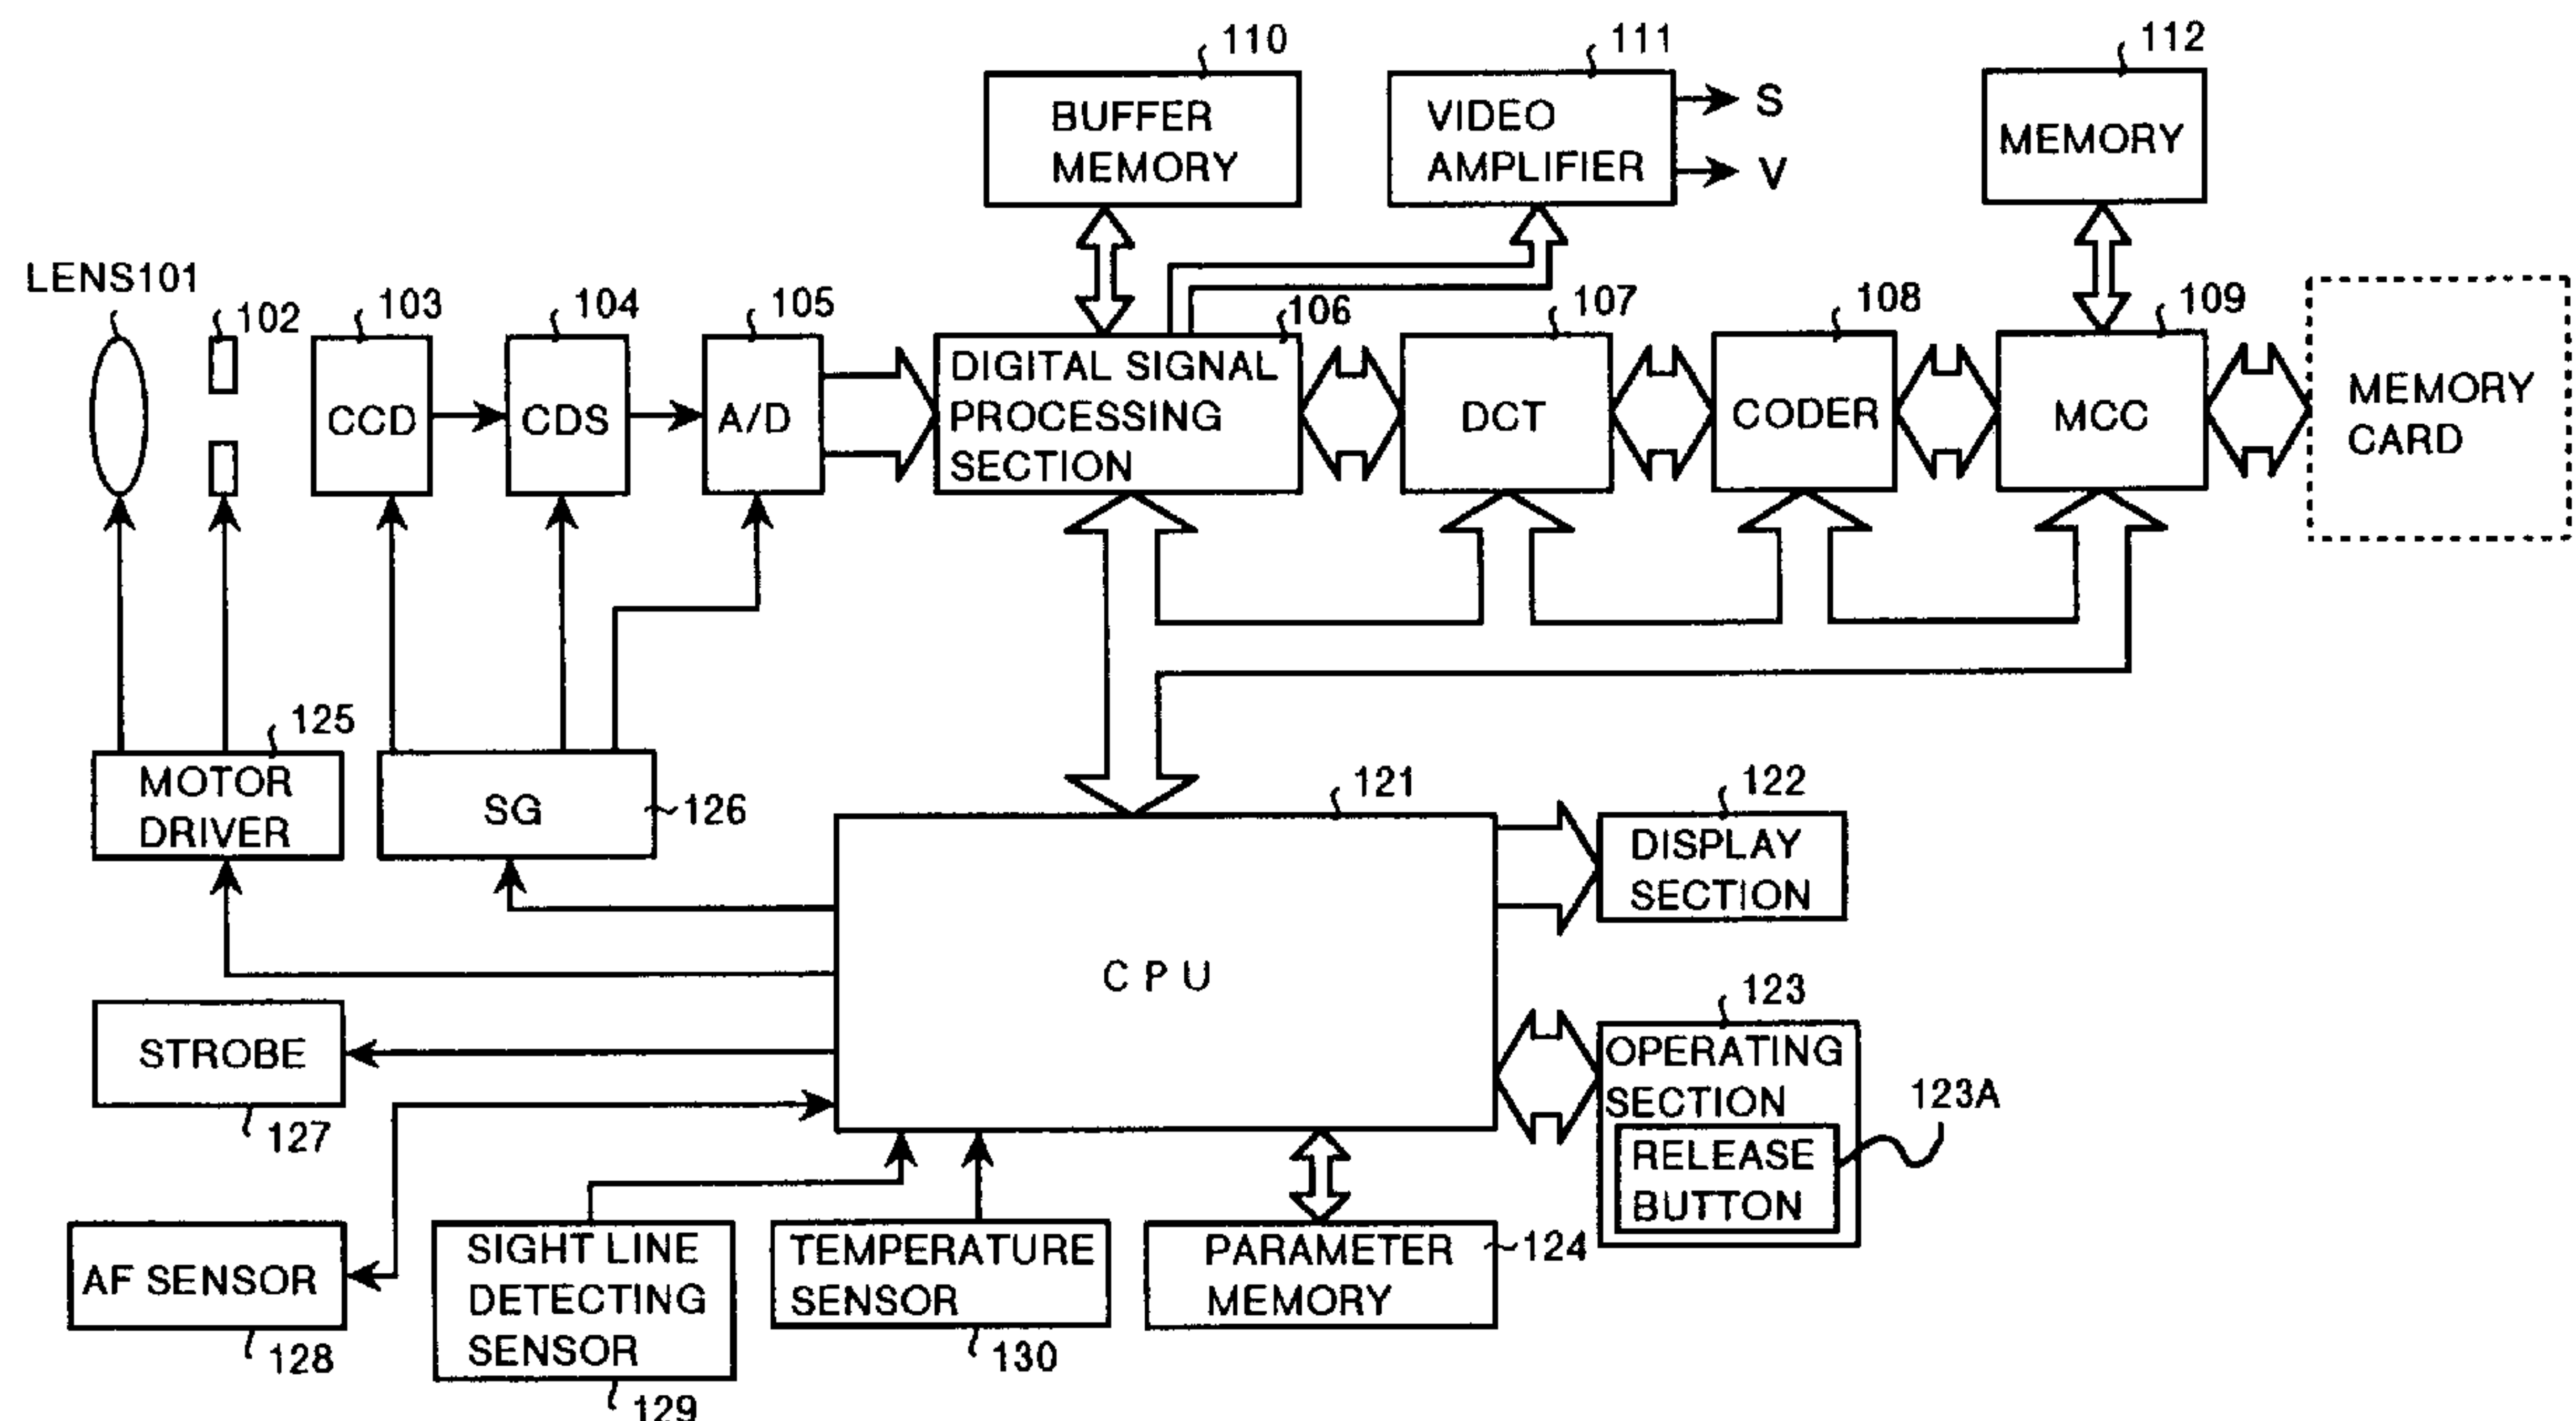 110
111
112
BUFFER
MEMORY
VIDEO
AMPLIFIER
S
V
MEMORY
LENS101
102
103
104
105
106
107
108
109
CCD
CDS
A/D
DIGITAL SIGNAL
PROCESSING
SECTION
DCT
CODER
MCC
MEMORY
CARD
125
MOTOR
DRIVER
SG
126
121
CPU
122
DISPLAY
SECTION
123
OPERATING
SECTION
RELEASE
BUTTON
123A
STROBE
127
AF SENSOR
128
SIGHT LINE
DETECTING
SENSOR
129
TEMPERATURE
SENSOR
130
PARAMETER
MEMORY
124